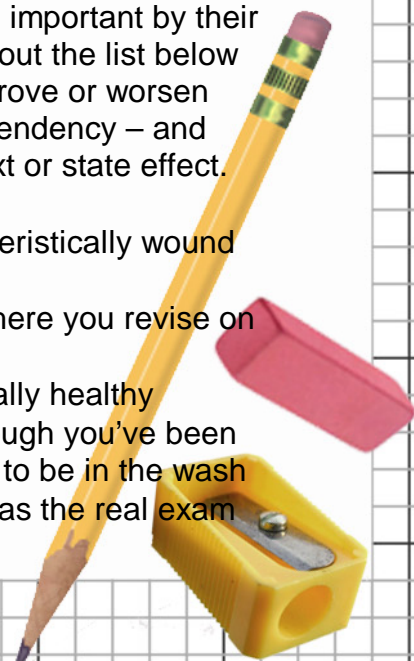 important by their
out the list below
rove or worsen
endency – and
xt or state effect.
eristically wound
here you revise on
ally healthy
ugh you've been
to be in the wash
as the real exam